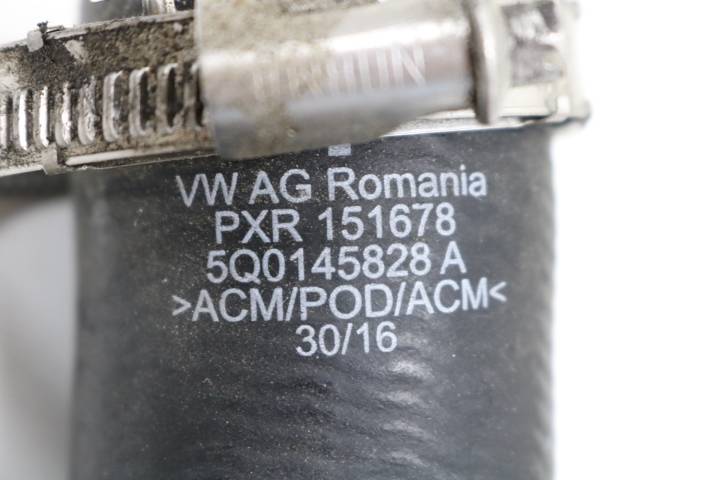 VW AG Romania
PXR 151678
5Q0145828 A
>ACM/POD/ACM<
30/16